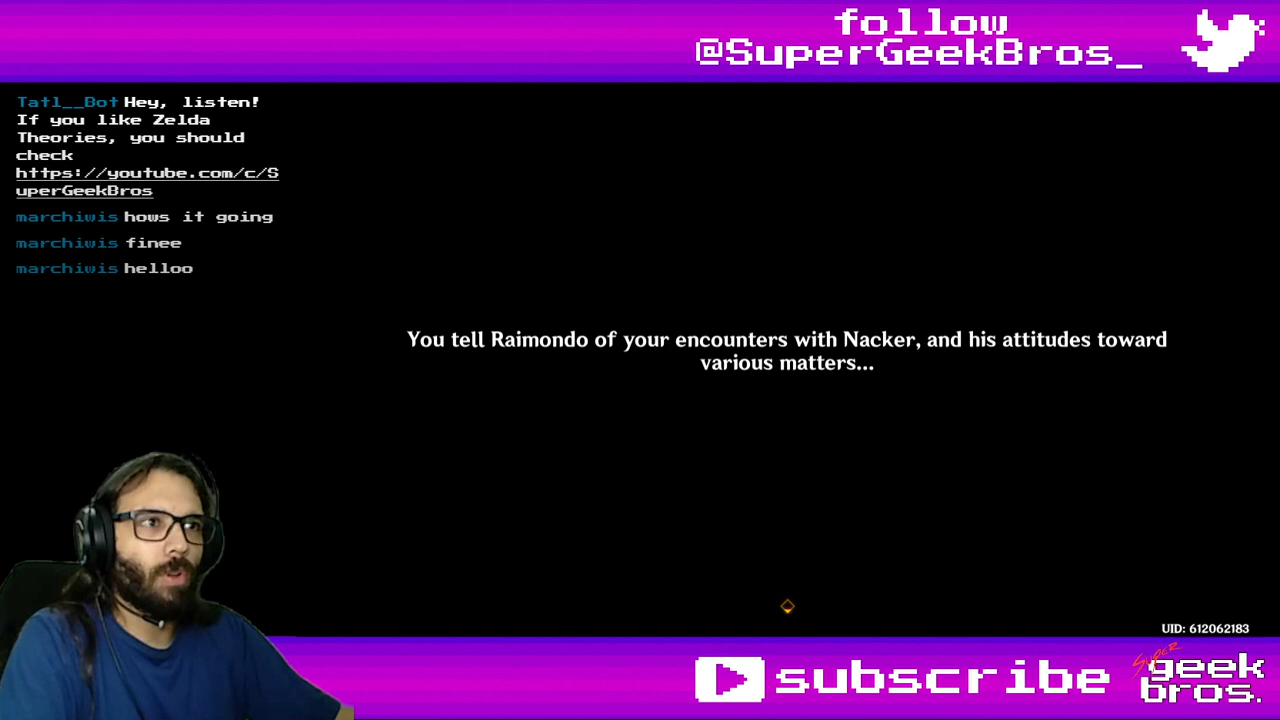 follow
@SuperGeekBros_
Tatl__Bot Hey, listen!
If you like Zelda
Theories, you should
check
https://youtube.com/c/S
uperGeekBros
marchiwis hows it going
marchiwis finee
marchiwis helloo
You tell Raimondo of your encounters with Nacker, and his attitudes toward
various matters...
UID: 612062183
subscribe
SUPER
geek
bros.